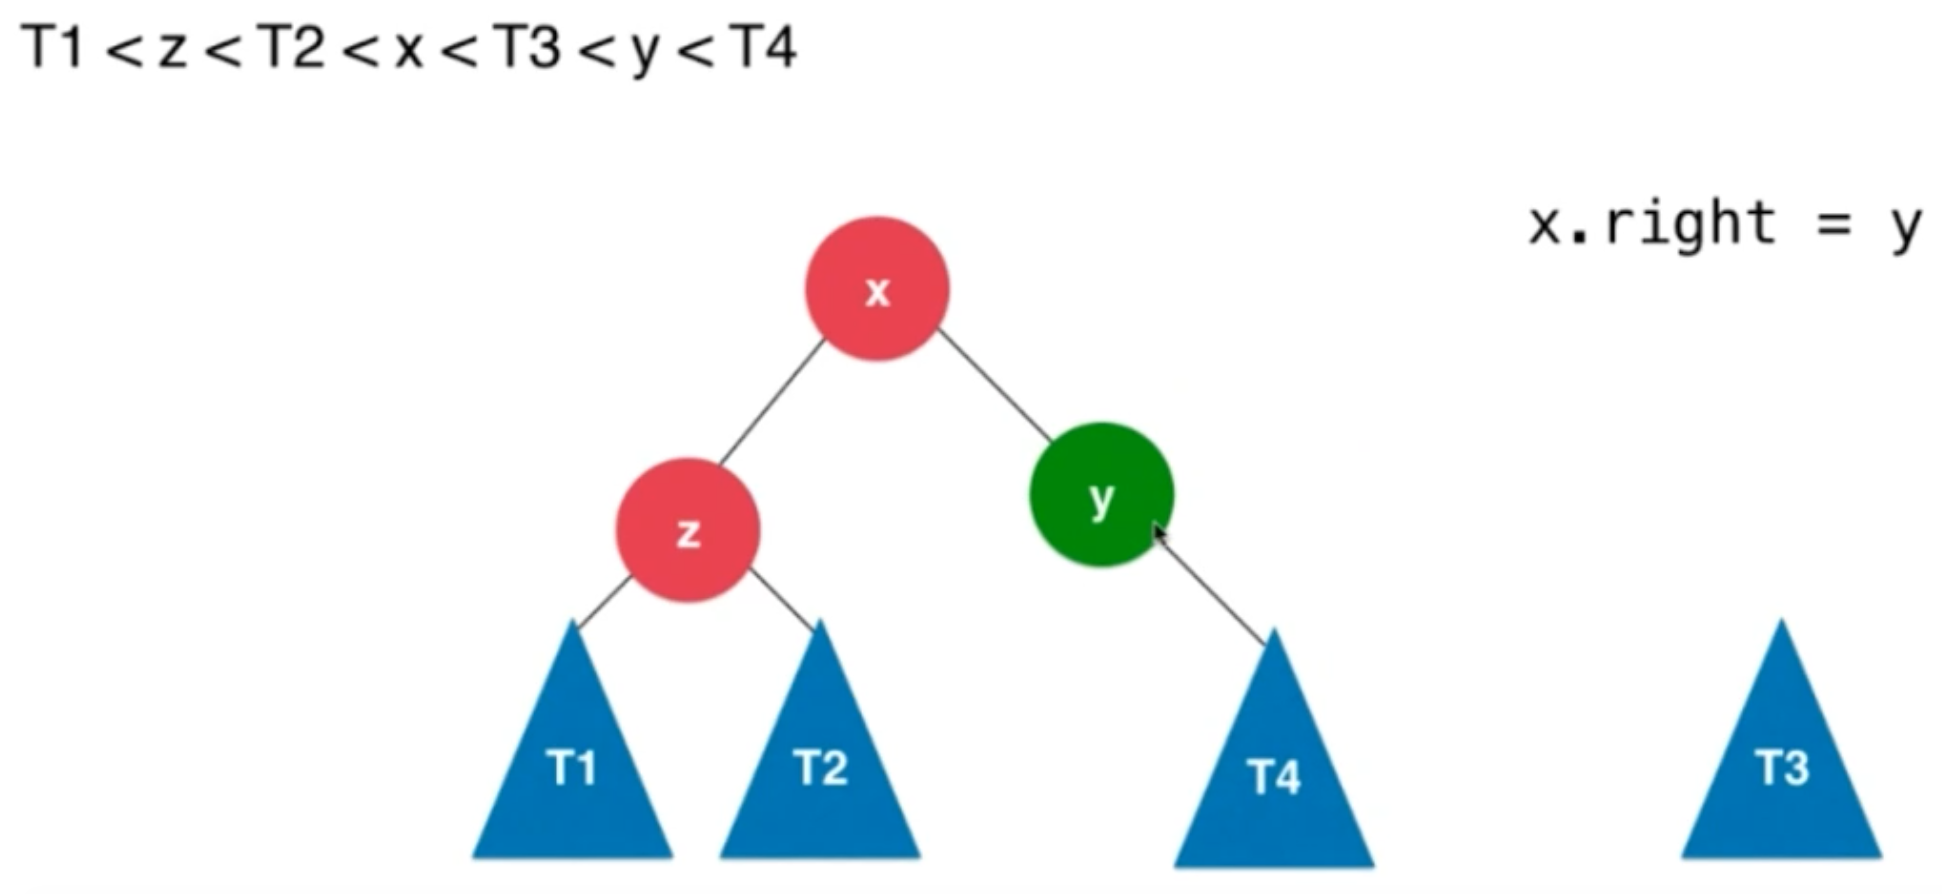 T1 < z < T2 < x < T3 < y < T4
x.right = y
x
y
z
T1 T2 T4 T3